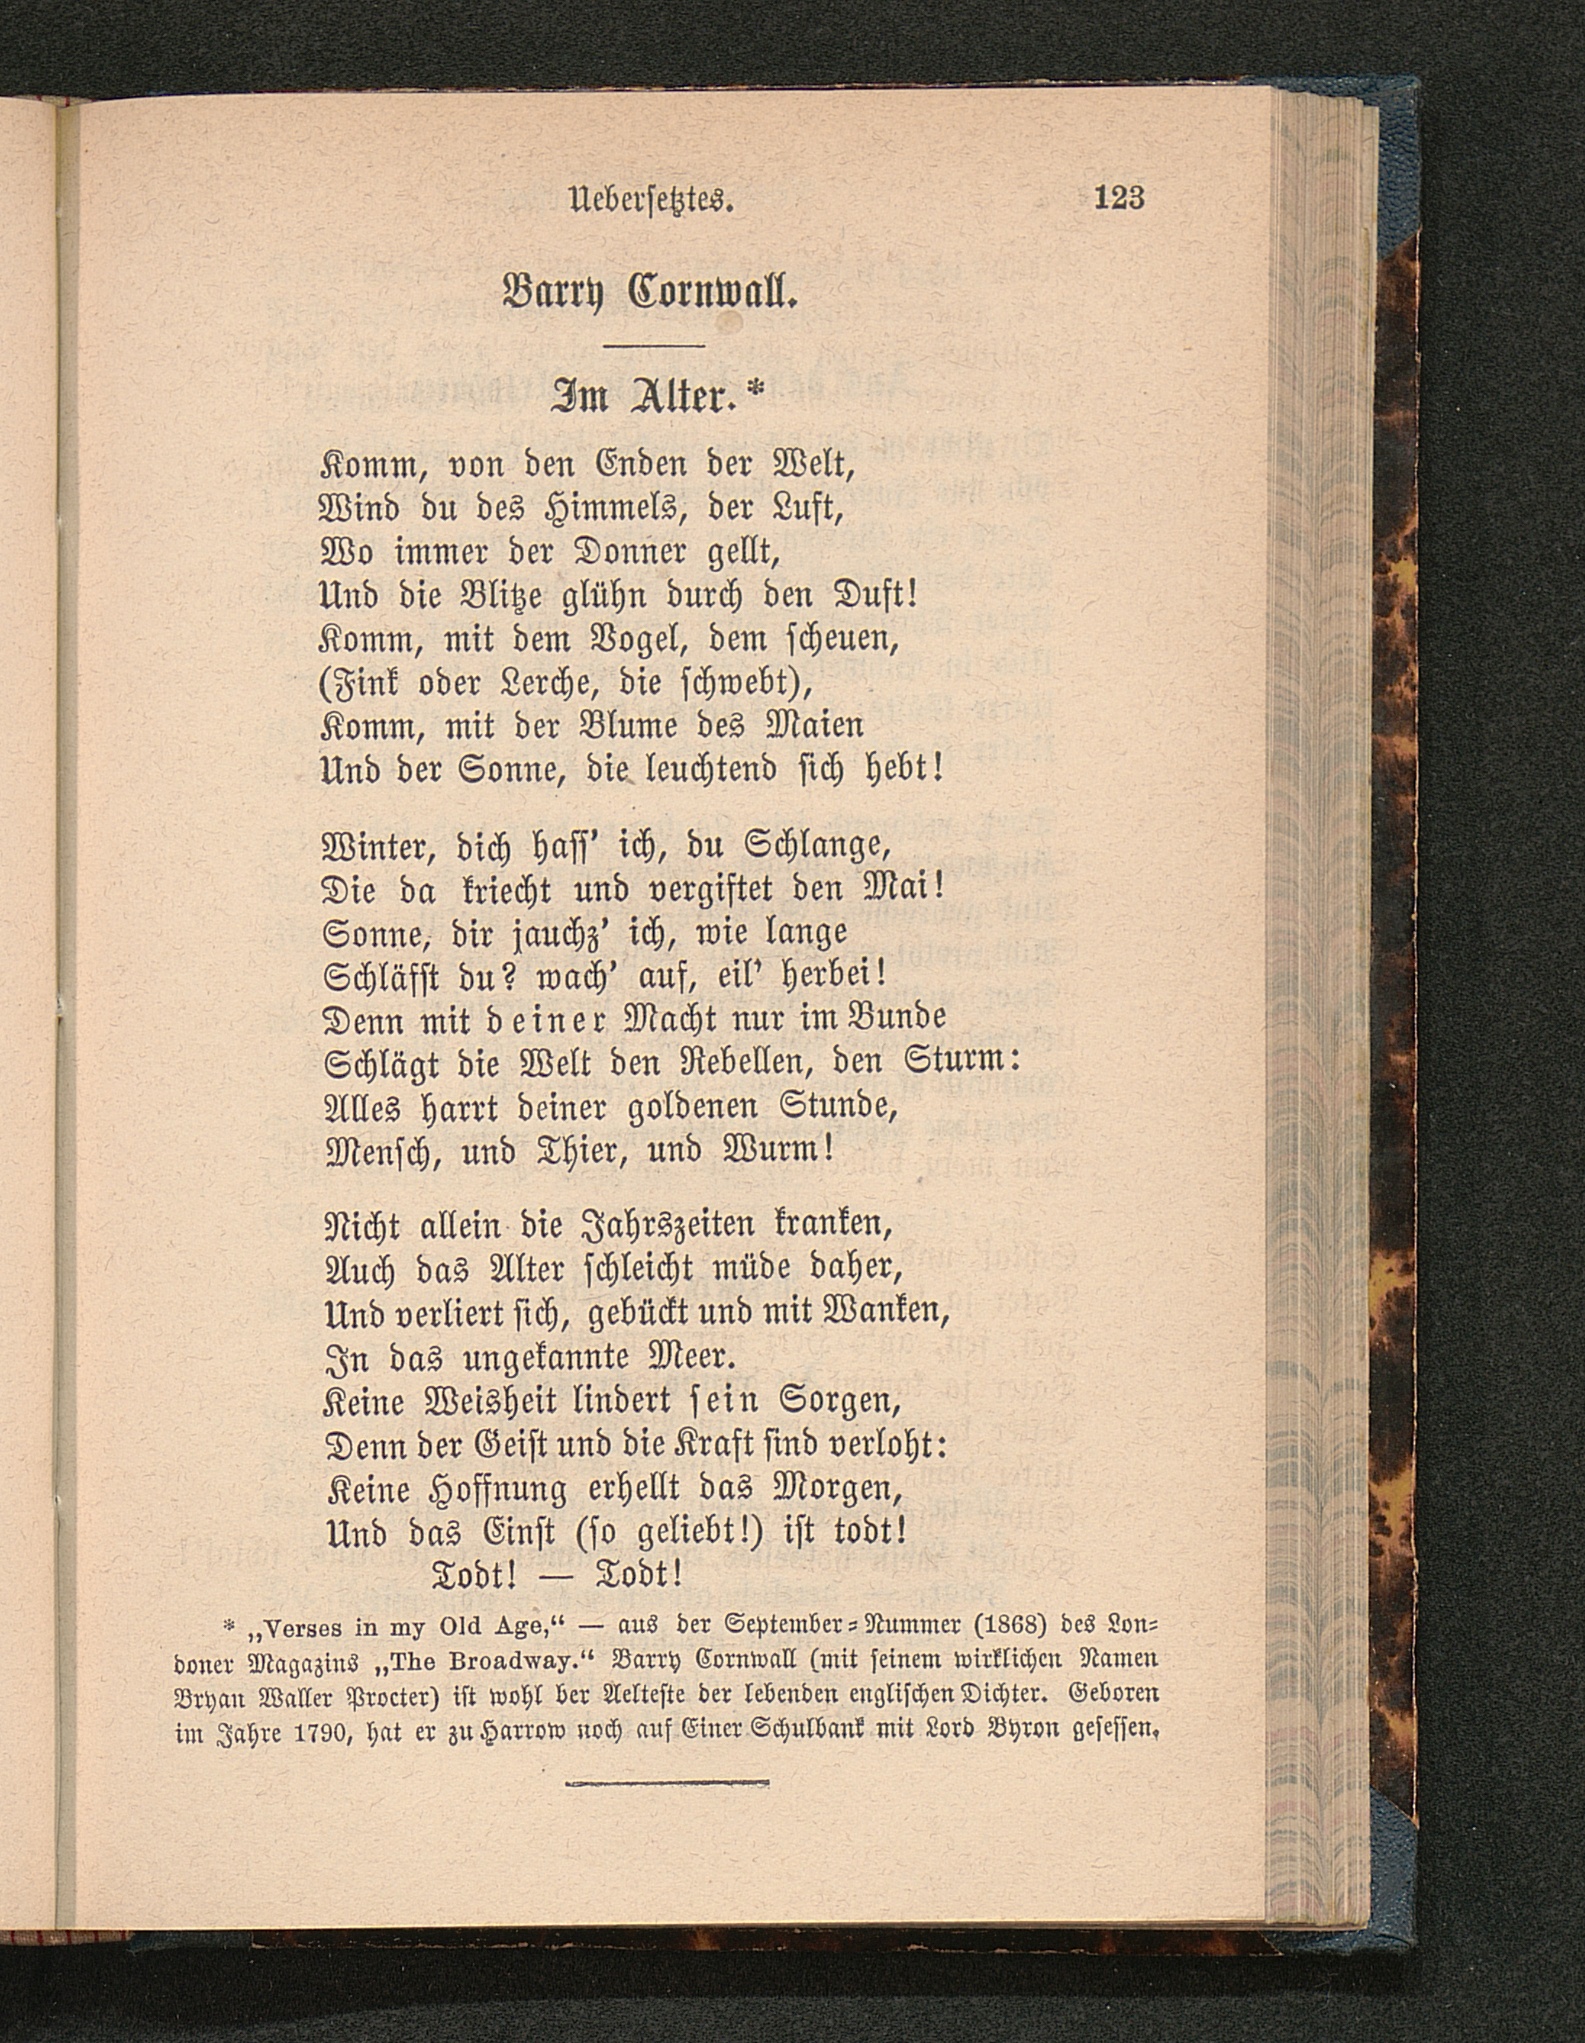 Uebersetztes.
123
Barry Cornwall.
Im Alter.*
Komm, von den Enden der Welt,
Wind du des Himmels, der Luft,
Wo immer der Donner gellt,
Und die Blitze glühn durch den Duft!
Komm, mit dem Vogel, dem scheuen,
(Fink oder Lerche, die schwebt),
Komm, mit der Blume des Maien
Und der Sonne, die leuchtend sich hebt!
Winter, dich hass’ ich, du Schlange,
Die da kriecht und vergiftet den Mai!
Sonne, dir jauchz’ ich, wie lange
Schläfst du? wach’ auf, eil’ herbei!
Denn mit deiner Macht nur im Bunde
Schlägt die Welt den Rebellen, den Sturm:
Alles harrt deiner goldenen Stunde,
Mensch, und Thier, und Wurm!
Nicht allein die Jahrszeiten kranken,
Auch das Alter schleicht müde daher,
Und verliert sich, gebückt und mit Wanken,
In das ungekannte Meer.
Keine Weisheit lindert sein Sorgen,
Denn der Geist und die Kraft sind verloht:
Keine Hoffnung erhellt das Morgen,
Und das Einst (so geliebt!) ist todt!
Todt! — Todt!
* „Verses in my Old Age,“ — aus der September-Nummer (1868) des Lon-
doner Magazins „The Broadway.“ Barry Cornwall (mit seinem wirklichen Namen
Bryan Waller Procter) ist wohl ber Aelteste der lebenden englischen Dichter. Geboren
im Jahre 1790, hat er zu Harrow noch auf Einer Schulbank mit Lord Byron gesessen.